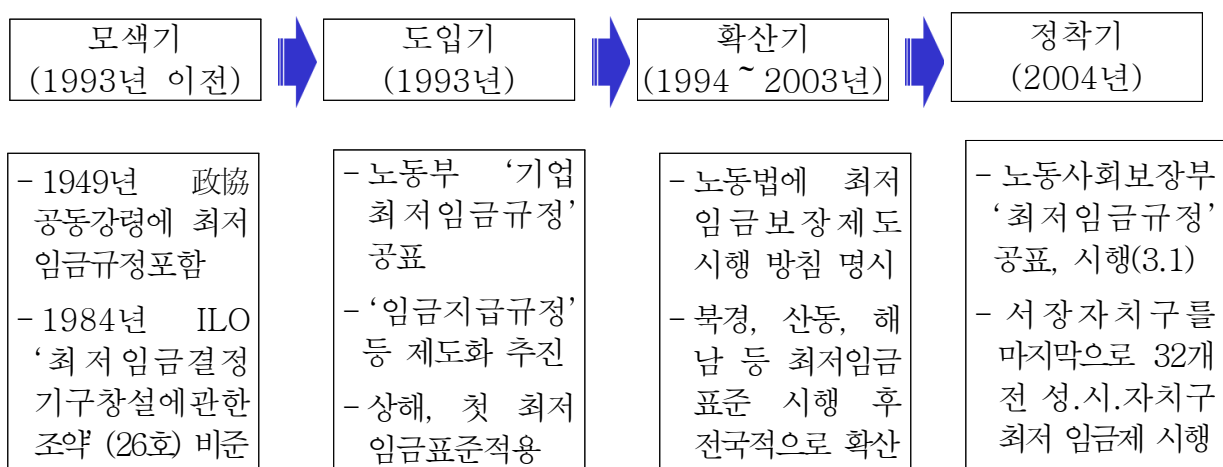 모색기
(1993년 이전)
도입기
(1993년)
확산기
(1994 ~ 2003년)
정착기
(2004년)
- 1949년 政協
공동강령에 최저
임금규정포함
- 1984년 ILO
‘최저임금결정
기구창설에관한
조약’ (26호) 비준
- 노동부 ‘기업
최저임금규정’
공표
- ‘임금지급규정’
등 제도화 추진
- 상해, 첫 최저
임금표준적용
- 노동법에 최저
임금보장제도
시행 방침 명시
- 북경, 산동, 해
남 등 최저임금
표준 시행 후
전국적으로 확산
- 노동사회보장부
‘최저임금규정’
공표, 시행(3.1)
- 서장자치구를
마지막으로 32개
전 성.시.자치구
최저 임금제 시행